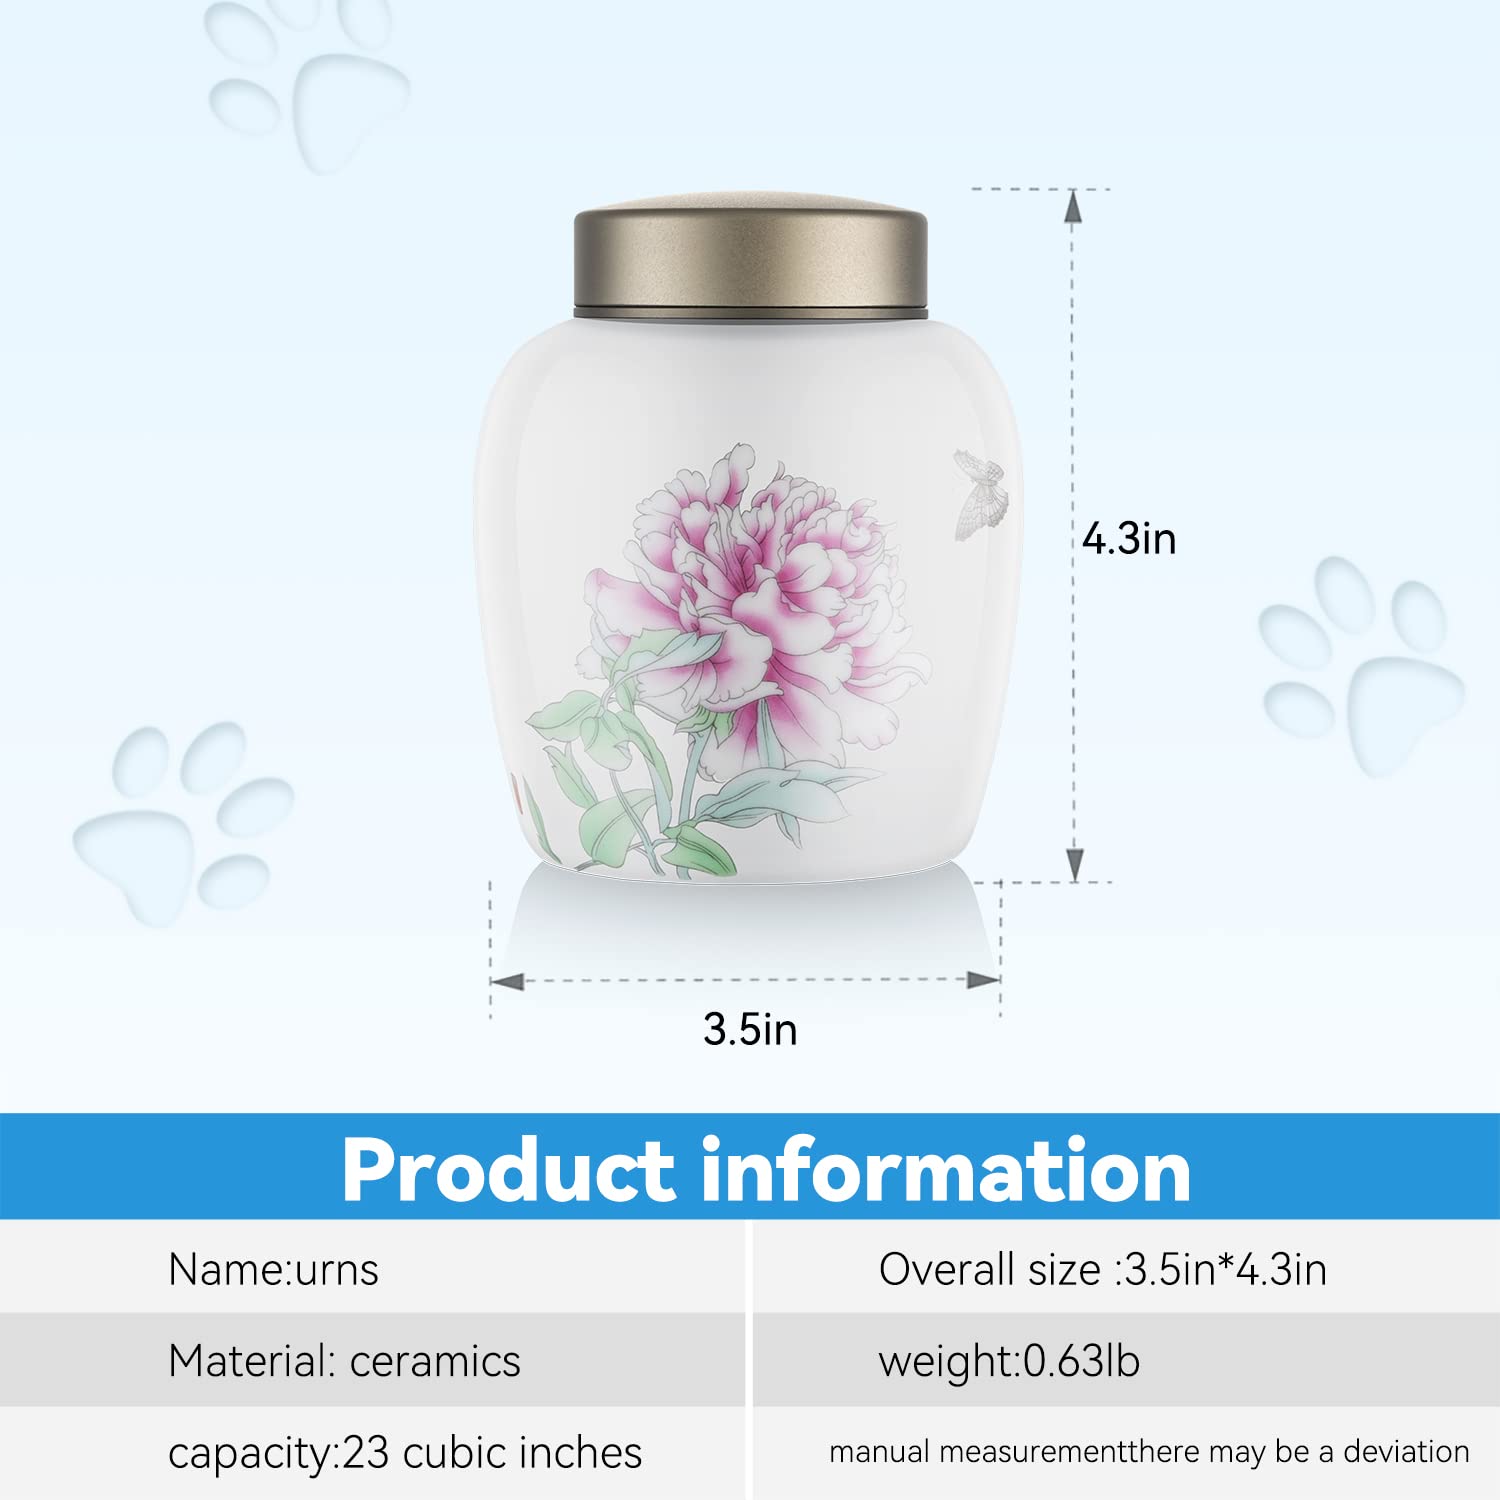 4.3in
3.5in
Product information
Name:urns
Overall size :3.5in*4.3in
Material: ceramics
weight:0.63lb
capacity:23 cubic inches
manual measurementthere may be a deviation